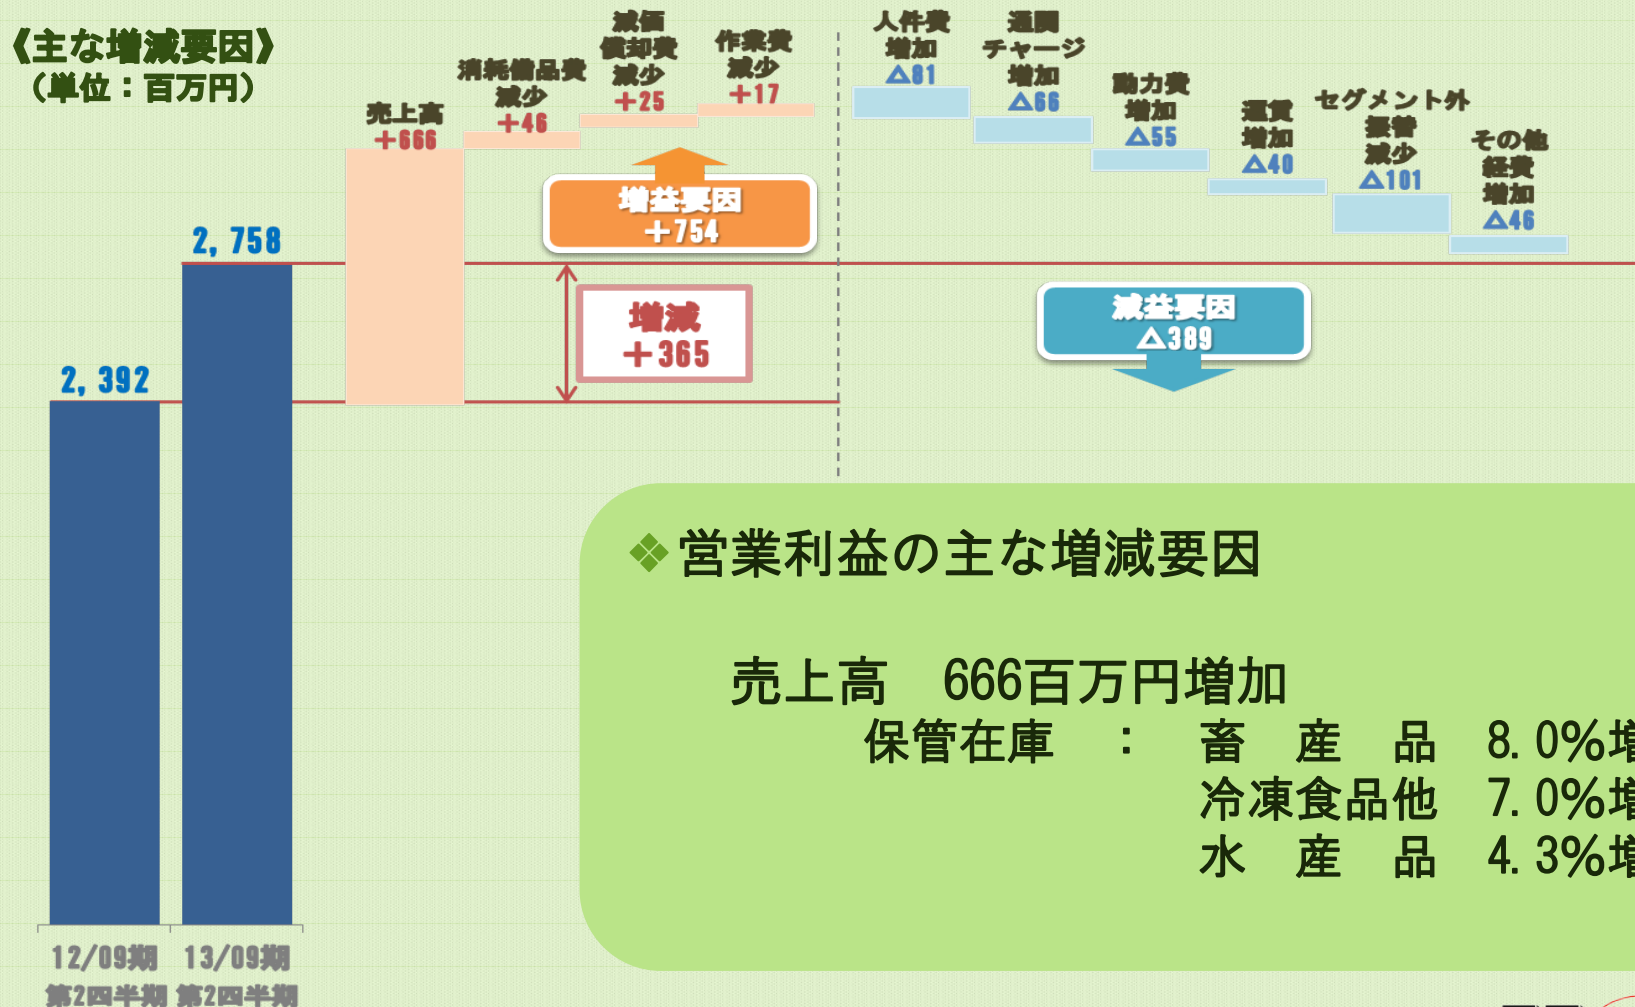 《主な増減要因》
（単位：百万円）
2,392
2,758
売上高
＋666
消耗備品費
減少
＋46
減価
償却費
減少
＋25
作業費
減少
＋17
増益要因
＋754
増減
＋365
人件費
増加
△81
通関
チャージ
増加
△66
動力費
増加
△55
運賃
増加
△40
セグメント外
振替
減少
△101
その他
経費
増加
△46
減益要因
△389
❖営業利益の主な増減要因
売上高　666百万円増加
保管在庫　：　畜　産　品　8.0%増
冷凍食品他　7.0%増
水　産　品　4.3%増
12/09期
第2四半期
13/09期
第2四半期